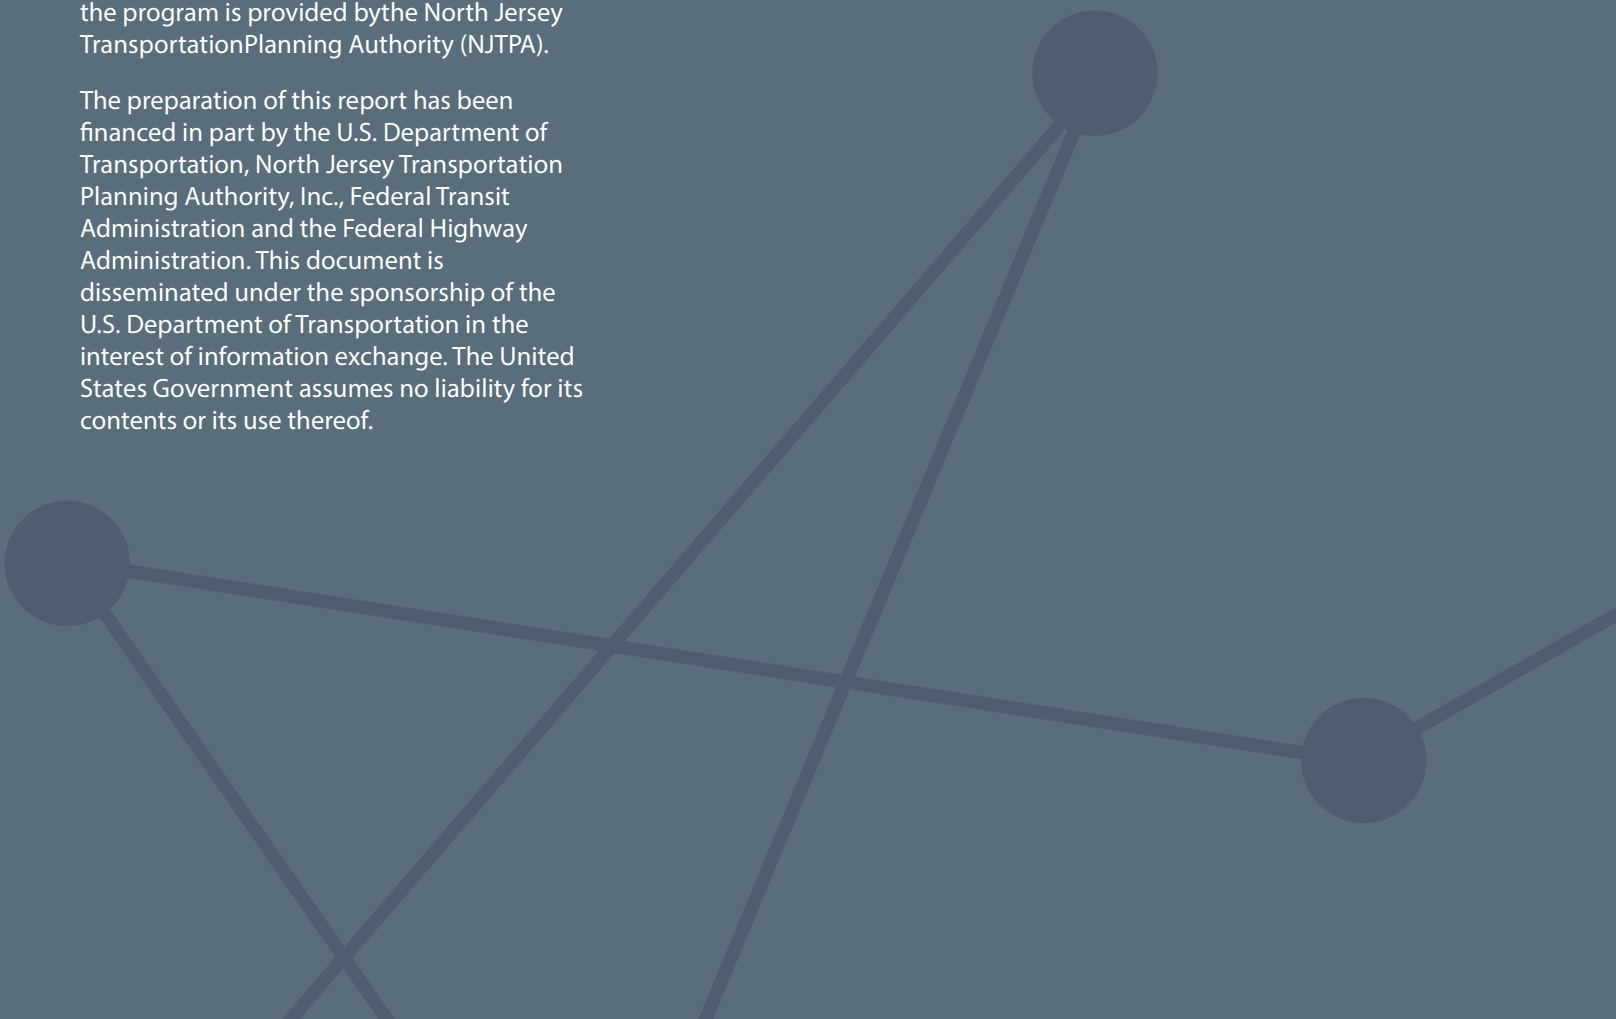 the program is provided bythe North Jersey
TransportationPlanning Authority (NJTPA).
The preparation of this report has been
financed in part by the U.S. Department of
Transportation, North Jersey Transportation
Planning Authority, Inc., Federal Transit
Administration and the Federal Highway
Administration. This document is
disseminated under the sponsorship of the
U.S. Department of Transportation in the
interest of information exchange. The United
States Government assumes no liability for its
contents or its use thereof.